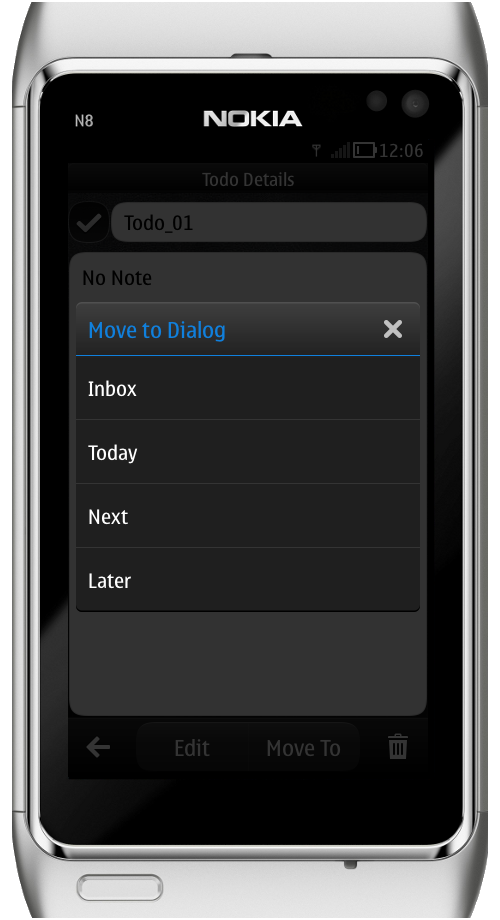 N8
NOKIA
12:06
Todo Details
Todo_01
No Note
Move to Dialog
Inbox
Today
Next
Later
Edit
Move To